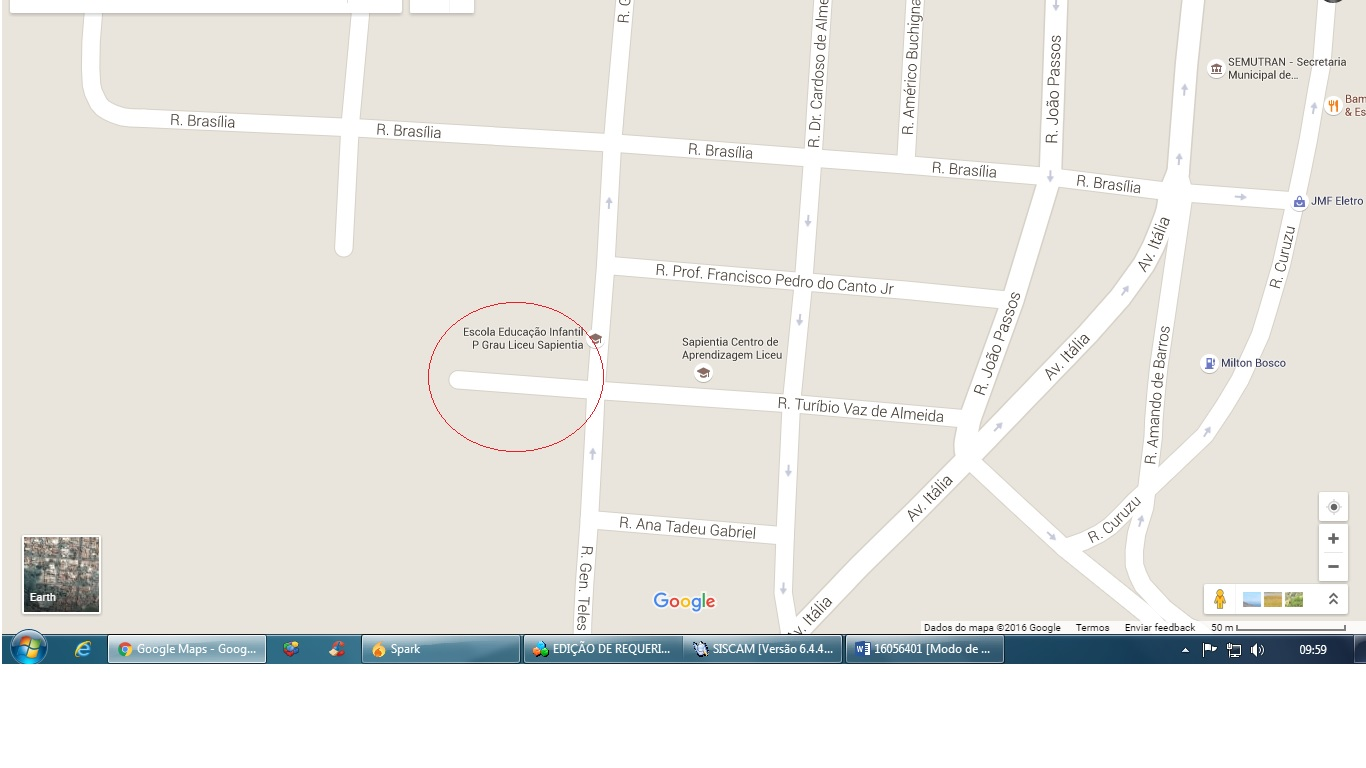 R. G
R. Dr. Cardoso de Alme
R. Américo Buchigna
R. João Passos
SEMUTRAN - Secretaria
Municipal de...
Bam
& Es
R. Brasília
R. Brasília
R. Brasília
R. Brasília
R. Brasília
JMF Eletro
Av. Itália
R. Curuzu
R. Prof. Francisco Pedro do Canto Jr
Escola Educação Infantil
P Grau Liceu Sapientia
Sapientia Centro de
Aprendizagem Liceu
R. João Passos
Av. Itália
R. Amando de Barros
Milton Bosco
R. Turíbio Vaz de Almeida
Av. Itália
R. Curuzu
R. Ana Tadeu Gabriel
R. Gen. Teles
Av. Itália
Earth
Google
Dados do mapa ©2016 Google Termos Enviar feedback 50 m
Google Maps - Goog...
Spark
EDIÇÃO DE REQUERI...
SISCAM [Versão 6.4.4...
16056401 [Modo de ...
09:59